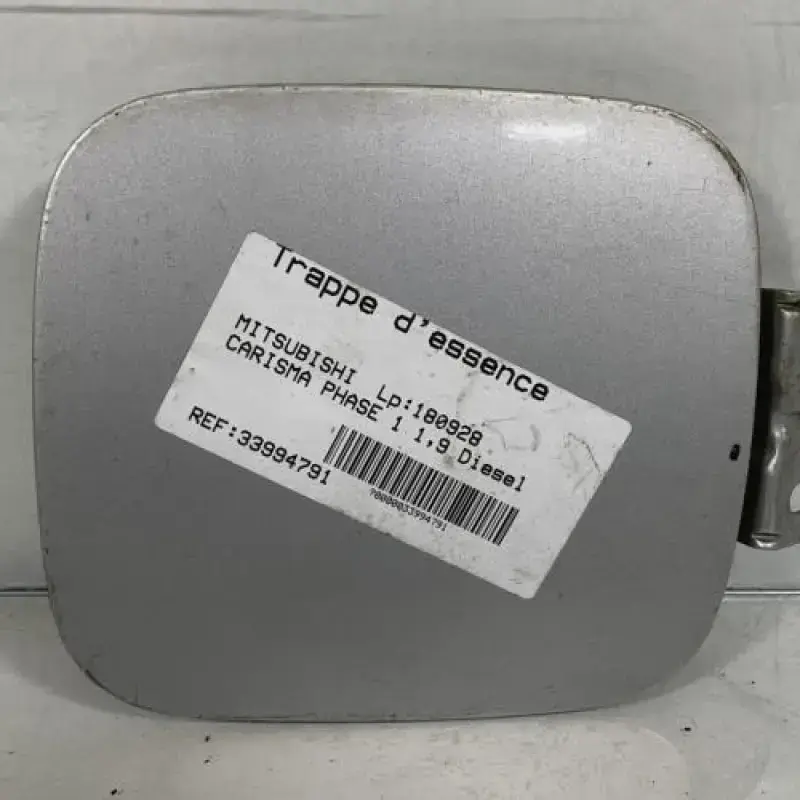 Trappe d'essence
MITSUBISHI Lp:180928
CARISMA PHASE 1 1,9 Diesel
REF:33994791